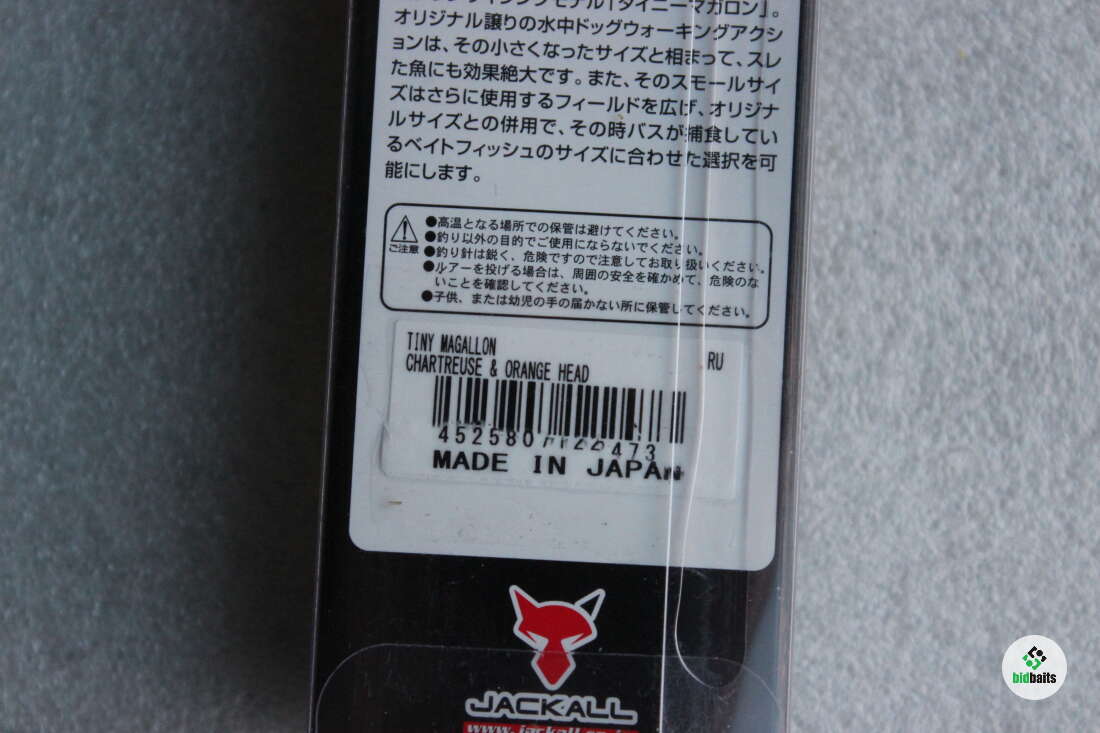 モデル「タイニーマガロン」。
オリジナル譲りの水中ドッグウォーキングアクシ
ョンは、その小さくなったサイズと相まって、スレ
た魚にも効果絶大です。また、そのスモールサイ
ズはさらに使用するフィールドを広げ、オリジナ
ルサイズとの併用で、その時バスが捕食してい
るベイトフィッシュのサイズに合わせた選択を可
能にします。
ご注意
●高温となる場所での保管は避けてください。
●釣り以外の目的でご使用にならないでください。
●釣り針は鋭く、危険ですので注意してお取り扱いください。
●ルアーを投げる場合は、周囲の安全を確かめて、危険のな
いことを確認してください。
●子供、または幼児の手の届かない所に保管してください。
TINY MAGALLON RU
CHARTREUSE & ORANGE HEAD
MADE IN JAPAN
JACKALL
bidbaits